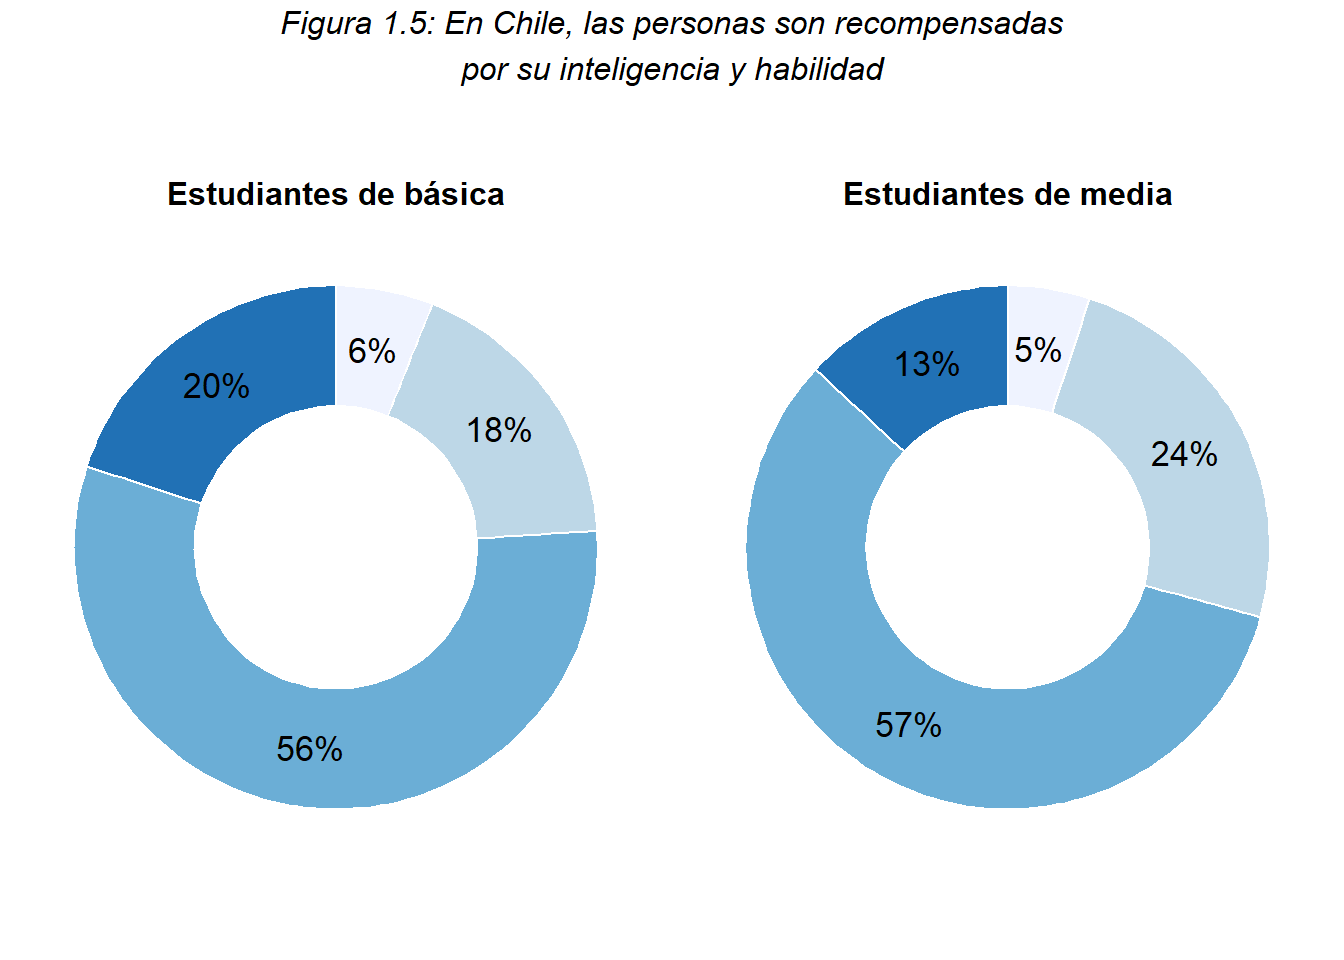 Figura 1.5: En Chile, las personas son recompensadas
por su inteligencia y habilidad
Estudiantes de básica
6%
18%
56%
20%
Estudiantes de media
5%
24%
57%
13%